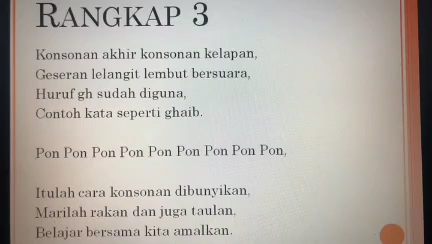 RANGKAP 3
Konsonan akhir konsonan kelapan,
Geseran lelangit lembut bersuara,
Huruf gh sudah diguna,
Contoh kata seperti ghaib.
Pon Pon Pon Pon Pon Pon Pon Pon Pon,
Itulah cara konsonan dibunyikan,
Marilah rakan dan juga taulan,
Belajar bersama kita amalkan.